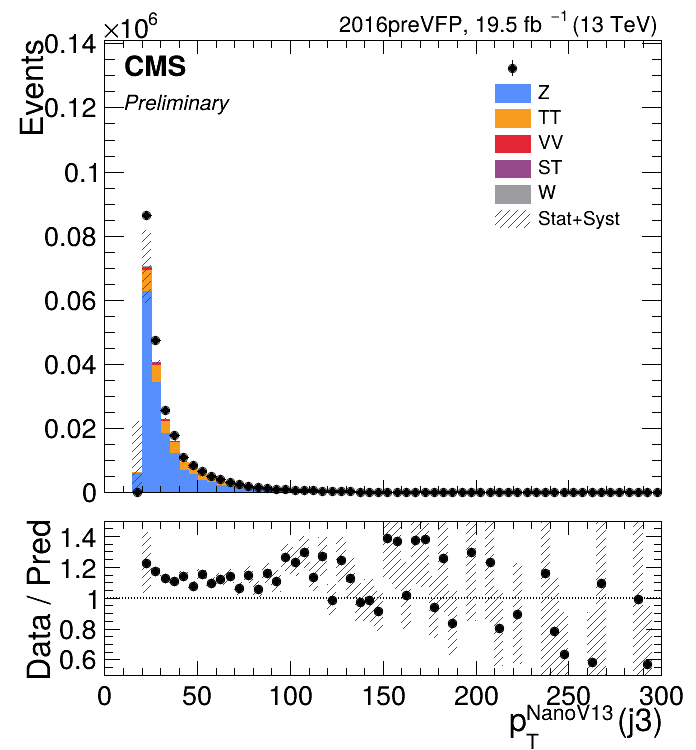 ×10^6
2016preVFP, 19.5 fb^-1 (13 TeV)
CMS
Preliminary
Events
0.14
0.12
0.1
0.08
0.06
0.04
0.02
0
Z
TT
VV
ST
W
Stat+Syst
Data / Pred
1.4
1.2
1
0.8
0.6
0 50 100 150 200 250 300
p_T^NanoV13 (j3)